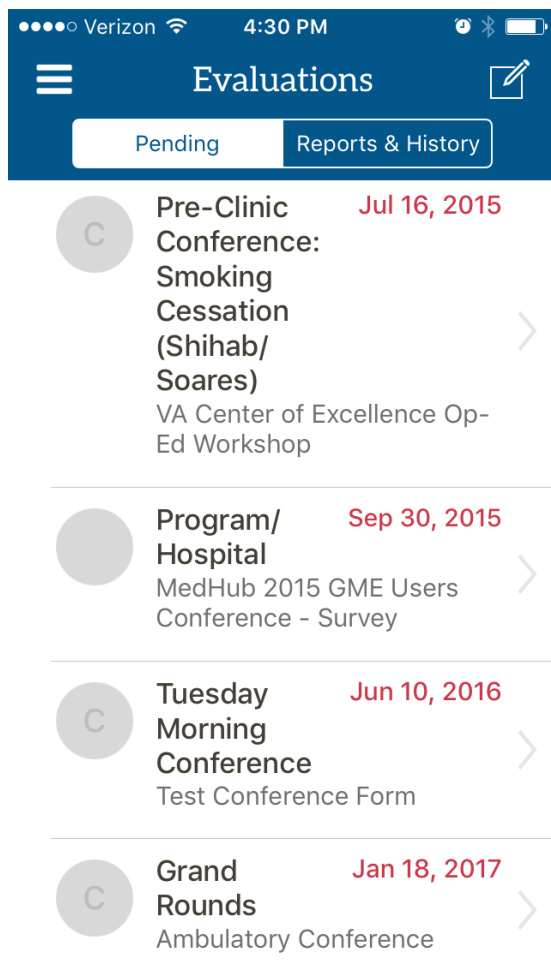 Verizon 4:30 PM
Evaluations
Pending Reports & History
C
Pre-Clinic Jul 16, 2015
Conference:
Smoking
Cessation
(Shihab/
Soares)
VA Center of Excellence Op-
Ed Workshop
Program/ Sep 30, 2015
Hospital
MedHub 2015 GME Users
Conference - Survey
C
Tuesday Jun 10, 2016
Morning
Conference
Test Conference Form
C
Grand Jan 18, 2017
Rounds
Ambulatory Conference